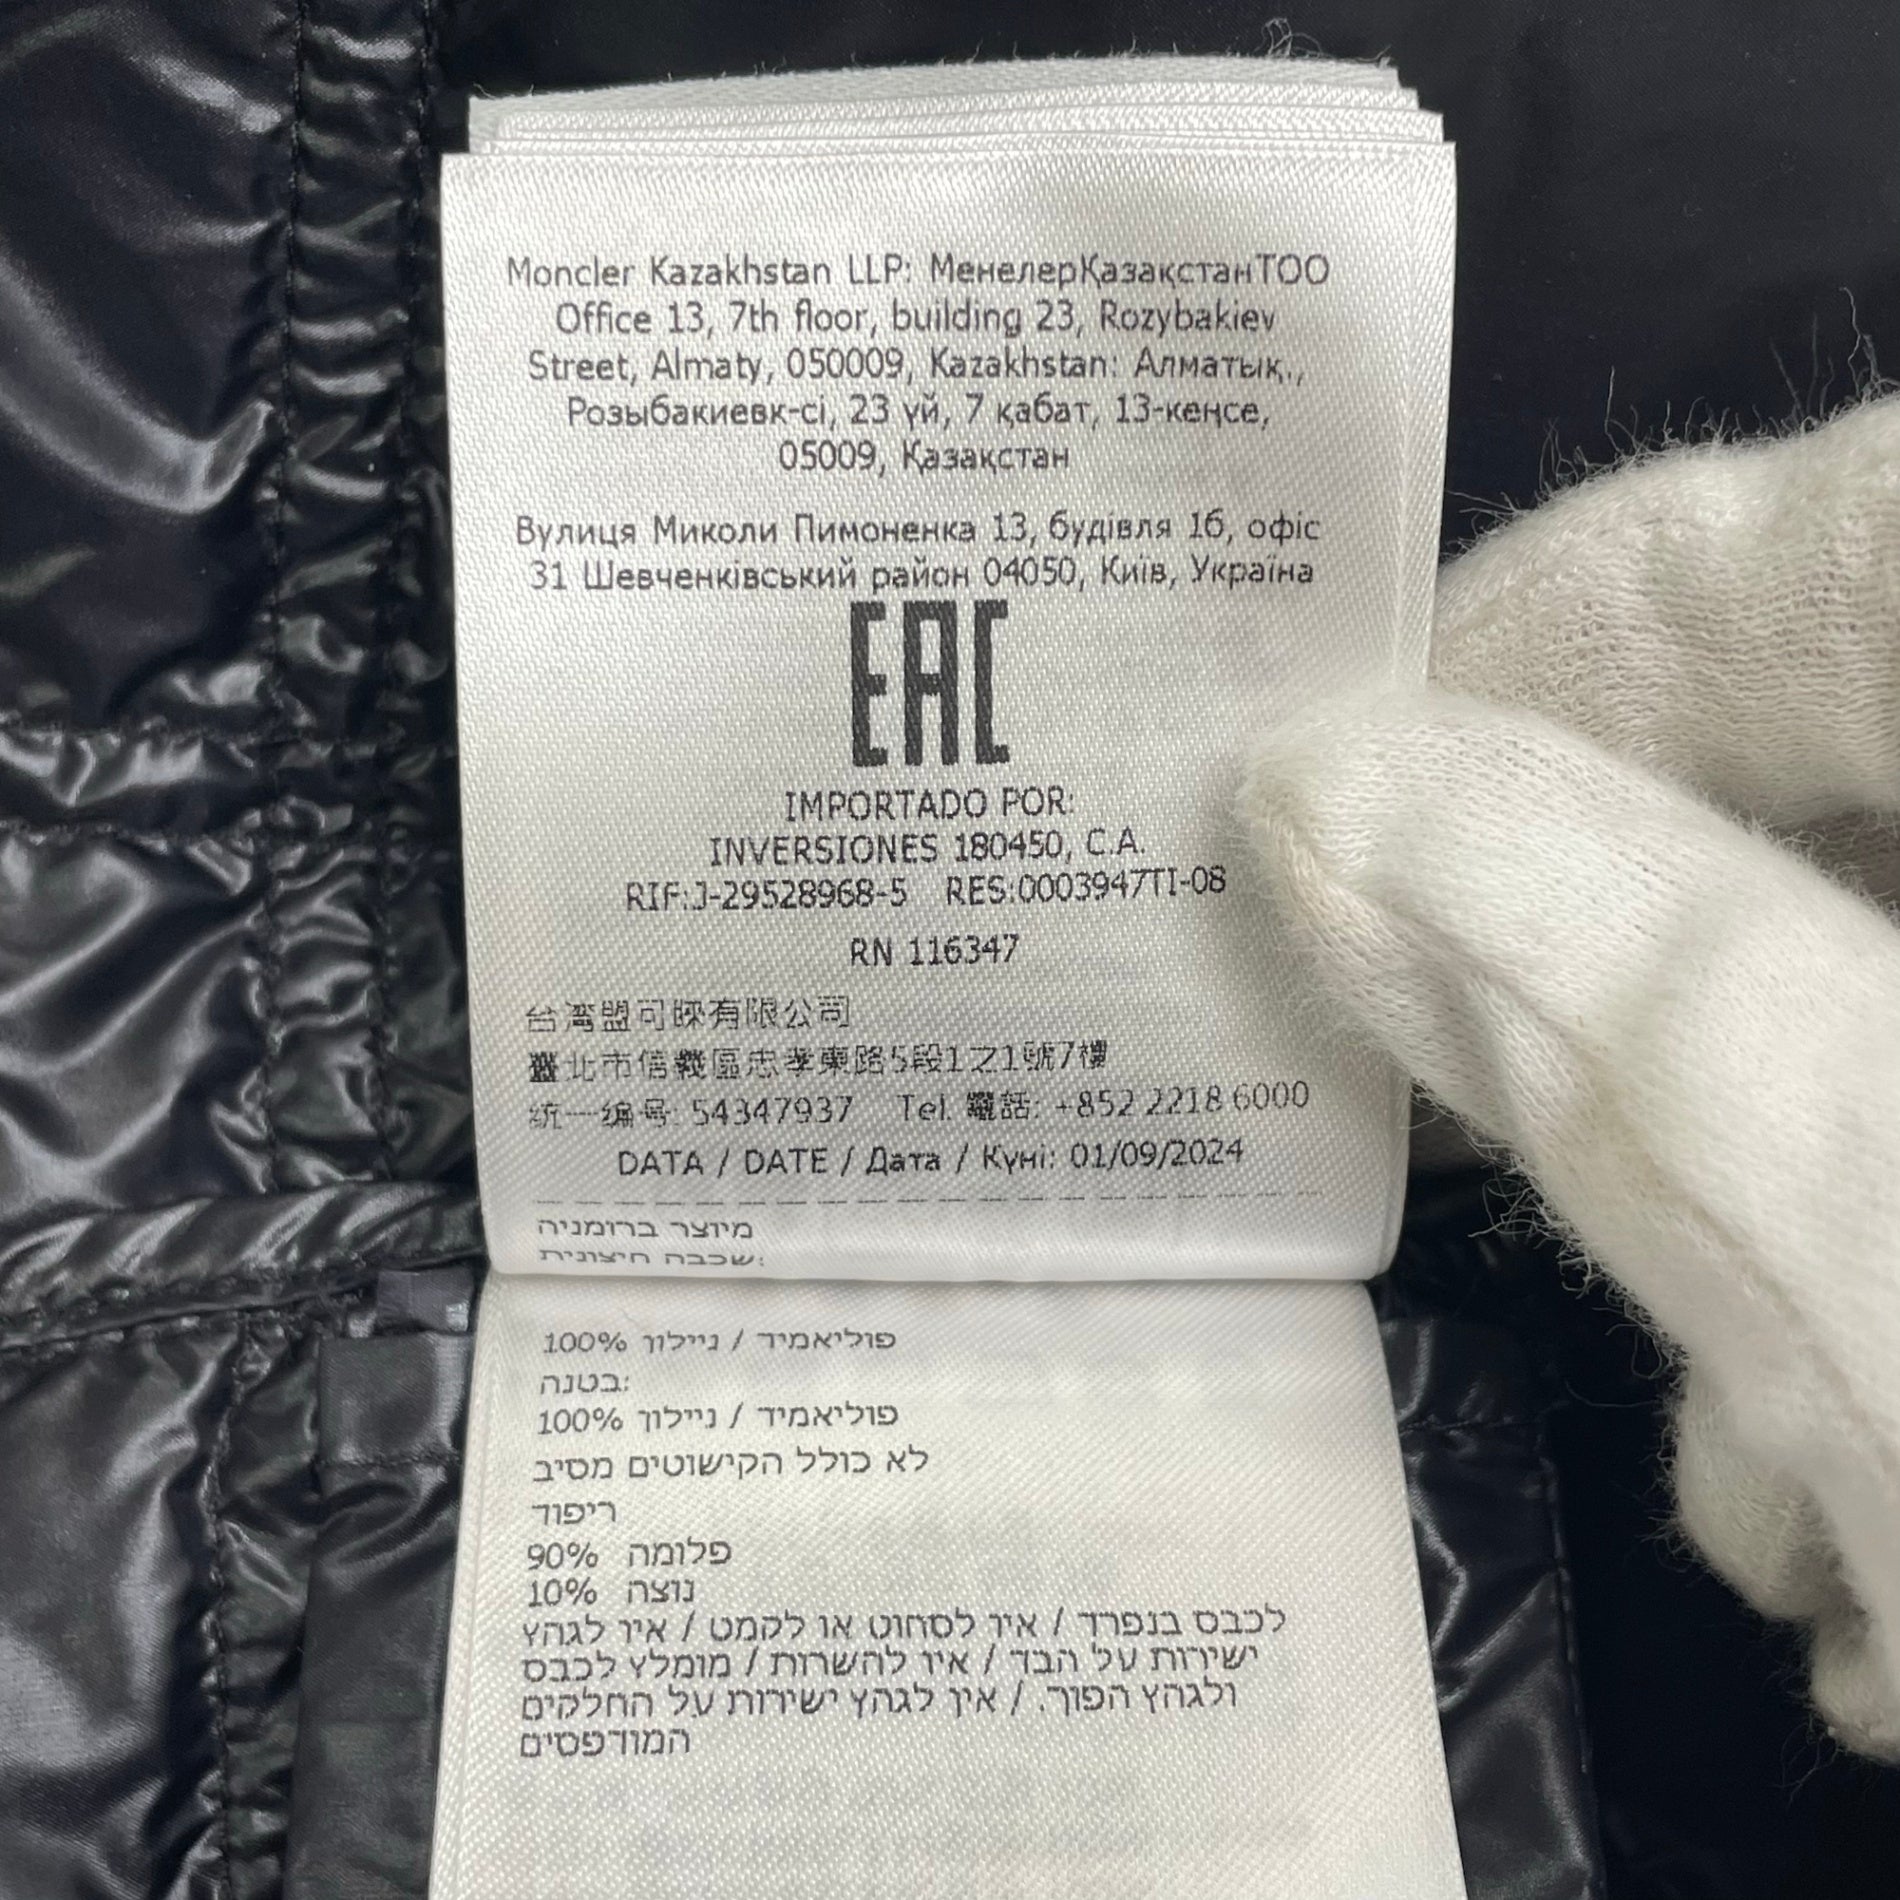 Moncler Kazakhstan LLP: МенелерҚазақстанТОО
Office 13, 7th floor, building 23, Rozybakiev
Street, Almaty, 050009, Kazakhstan: Алматық.,
Розыбакиевк-сі, 23 үй, 7 қабат, 13-кеңсе,
05009, Қазақстан
Вулиця Миколи Пимоненка 13, будівля 1б, офіс
31 Шевченківський район 04050, Київ, Україна
EAC
IMPORTADO POR:
INVERSIONES 180450, C.A.
RIF:J-29528968-5 RES:0003947TI-08
RN 116347
台湾盟可睞有限公司
臺北市信義區忠孝東路5段1之1號7樓
统一编号: 54347937 Tel. 電話: +852 2218 6000
DATA / DATE / Дата / Күні: 01/09/2024
מיוצר ברומניה
שכבה חיצונית:
פוליאמיד / ניילון 100%
בטנה:
פוליאמיד / ניילון 100%
לא כולל הקישוטים מסיב
ריפוד
90% פלומה
10% נוצה
לכבס בנפרד / אין לסחוט או לקמט / אין לגהץ
ישירות על הבד / אין להשרות / מומלץ לכבס
ולגהץ הפוך. / אין לגהץ ישירות על החלקים
המודפסים